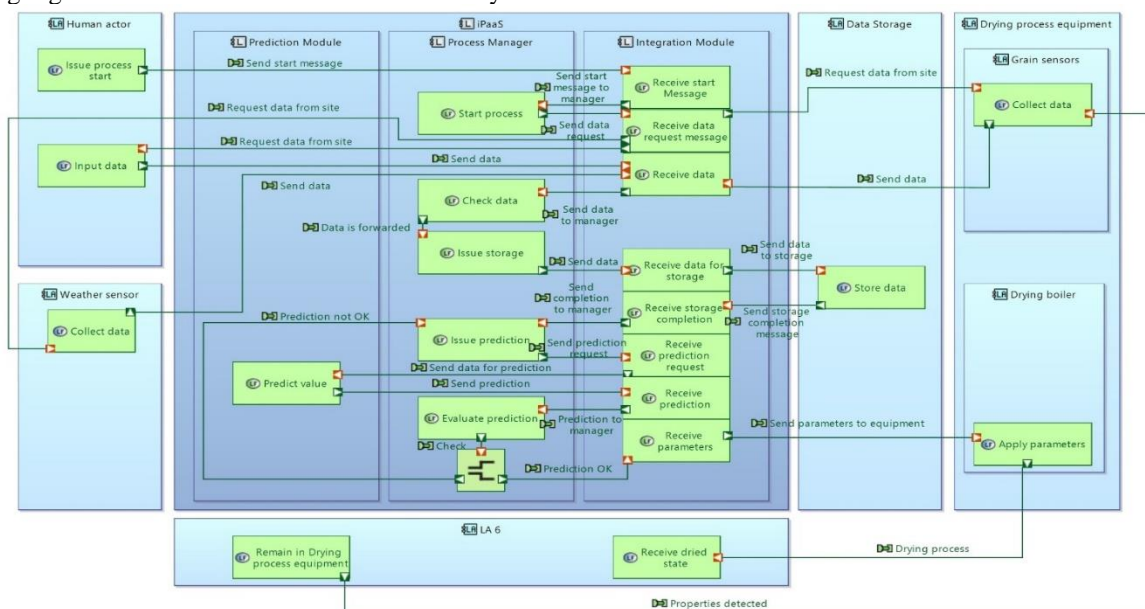 Human actor
Issue process
start
Input data
Weather sensor
Collect data
iPaaS
Prediction Module
Process Manager
Integration Module
Send start message
Request data from site
Request data from site
Send data
Send data
Start process
Send start
message to
manager
Send data
request
Receive start
Message
Receive data
request message
Receive data
Check data
Send data
to manager
Data is forwarded
Issue storage
Send data
Receive data for
storage
Send
completion
to manager
Receive storage
completion
Prediction not OK
Issue prediction
Send prediction
request
Receive
prediction
request
Send data for prediction
Send prediction
Predict value
Receive
prediction
Evaluate prediction
Prediction to
manager
Receive
parameters
Check
Prediction OK
Data Storage
Request data from site
Send data
Send data
to storage
Store data
Send storage
completion
message
Send parameters to equipment
Drying process equipment
Grain sensors
Collect data
Drying boiler
Apply parameters
LA 6
Remain in Drying
process equipment
Receive dried
state
Drying process
Properties detected